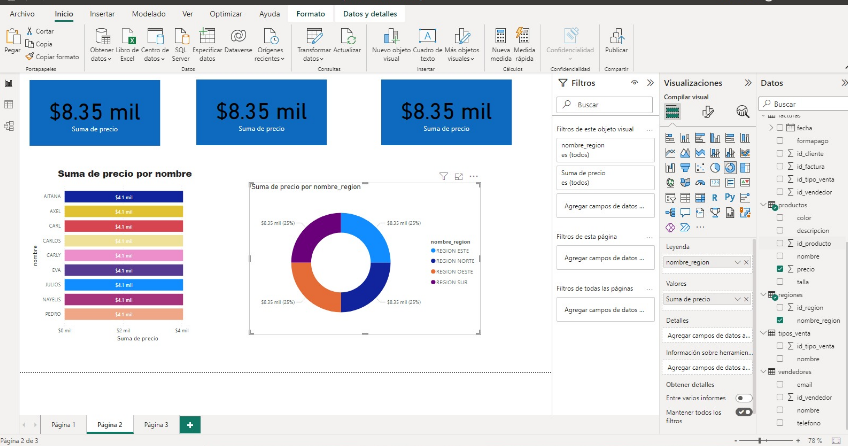 Archivo Inicio Insertar Modelado Ver Optimizar Ayuda Formato Datos y detalles
Pegar
Cortar
Copia
Copiar formato
Portapapeles
Obtener datos
Libro de Excel
Centro de datos
SQL Server
Especificar datos
Dataverse
Orígenes recientes
Datos
Transformar datos
Actualizar
Consultas
Nuevo objeto visual
Cuadro de texto
Más objetos visuales
Insertar
Nueva medida
Medida rápida
Cálculos
Confidencialidad
Confidencialidad
Publicar
Compartir
$8.35 mil
Suma de precio
$8.35 mil
Suma de precio
$8.35 mil
Suma de precio
Suma de precio por nombre
nombre
AITANA $4.1 mil
AXEL $4.1 mil
CARL $4.1 mil
CARLOS $4.1 mil
CARLY $4.1 mil
EVA $4.1 mil
JULIOS $4.1 mil
NAYELIS $4.1 mil
PEDRO $4.1 mil
$0 mil $2 mil $4 mil
Suma de precio
Suma de precio por nombre_region
$8.35 mil (25%)
$8.35 mil (25%)
$8.35 mil (25%)
$8.35 mil (25%)
nombre_region
REGION ESTE
REGION NORTE
REGION OESTE
REGION SUR
Filtros
Buscar
Filtros de este objeto visual ...
nombre_region
es (todos)
Suma de precio
es (todos)
Agregar campos de datos ...
Filtros de esta página ...
Agregar campos de datos ...
Filtros de todas las páginas ...
Agregar campos de datos ...
Visualizaciones
Compilar visual
R Py
...
Leyenda
nombre_region
Valores
Suma de precio
Detalles
Agregar campos de datos a...
Información sobre herramien...
Agregar campos de datos a...
Obtener detalles
Entre varios informes
Mantener todos los filtros
Datos
Buscar
facturas
fecha
formapago
id_cliente
id_factura
id_tipo_venta
id_vendedor
productos
color
descripcion
id_producto
nombre
precio
talla
regiones
id_region
nombre_region
tipos_venta
id_tipo_venta
nombre
vendedores
email
id_vendedor
nombre
telefono
Página 1 Página 2 Página 3 +
Página 2 de 3
- + 78 %